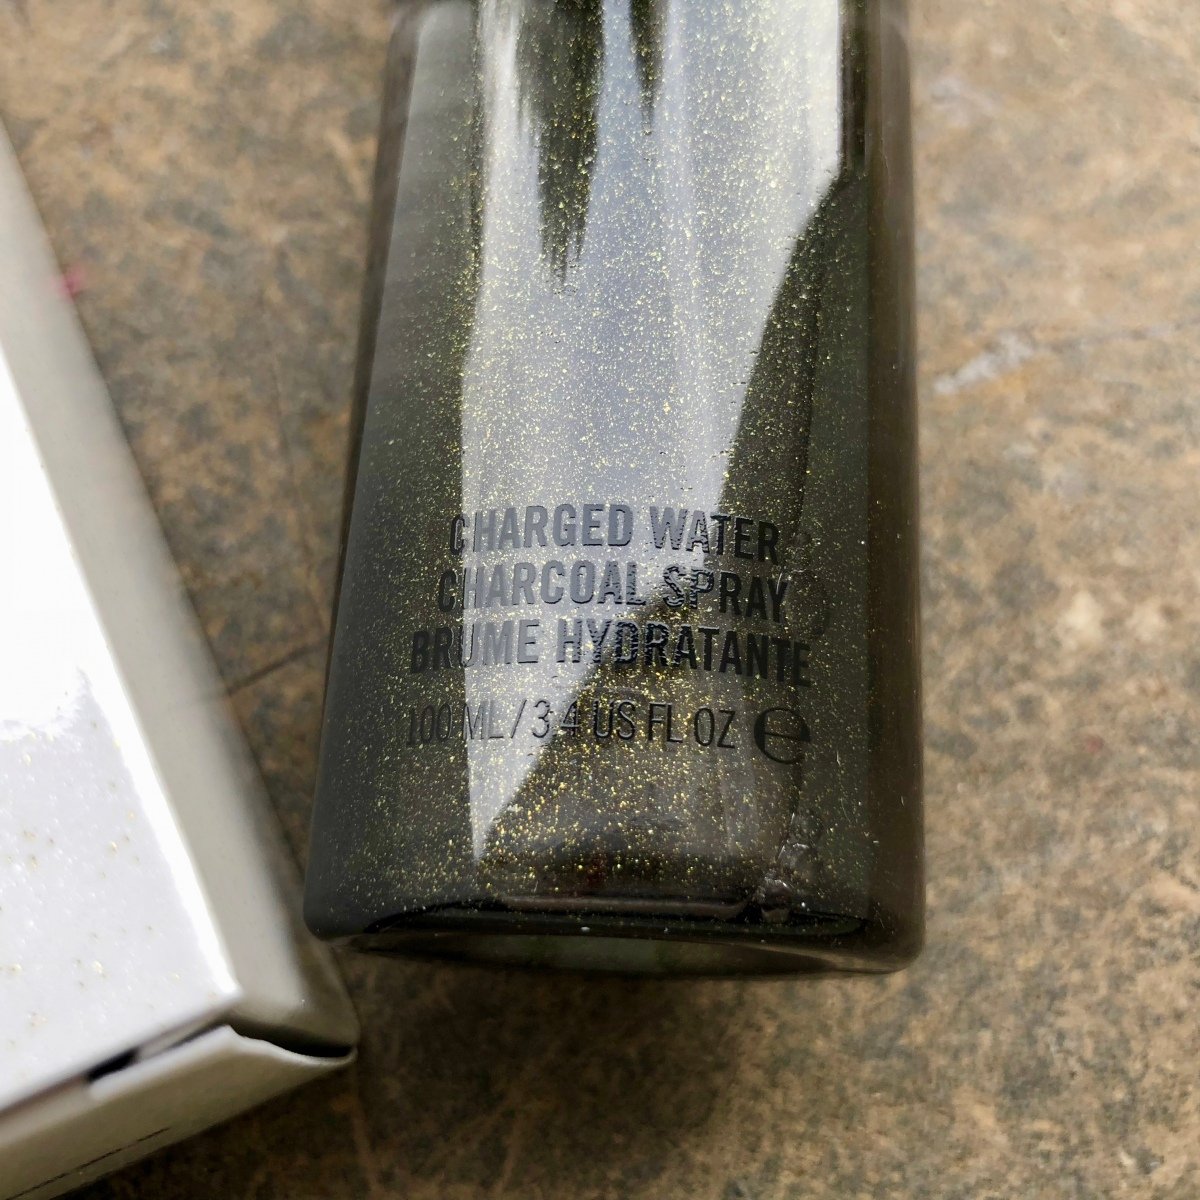 CHARGED WATER
CHARCOAL SPRAY
BRUME HYDRATANTE
100 ML / 3.4 US FL OZ ℮